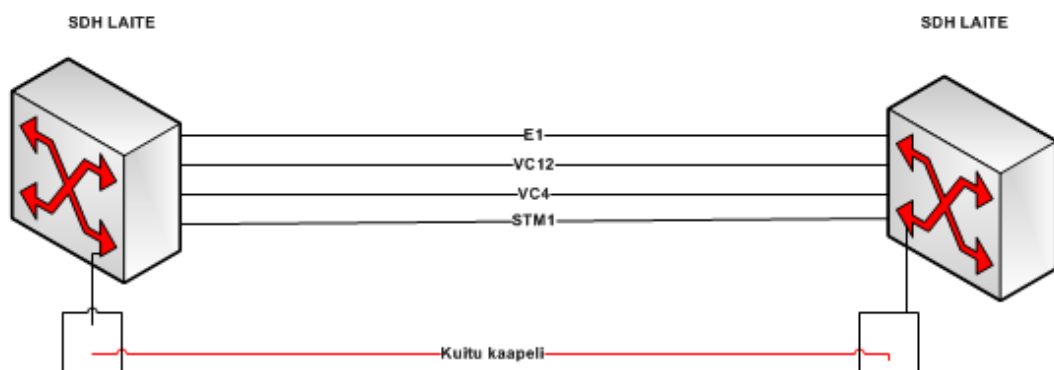 SDH LAITE
SDH LAITE
E1
VC12
VC4
STM1
Kuitu kaapeli